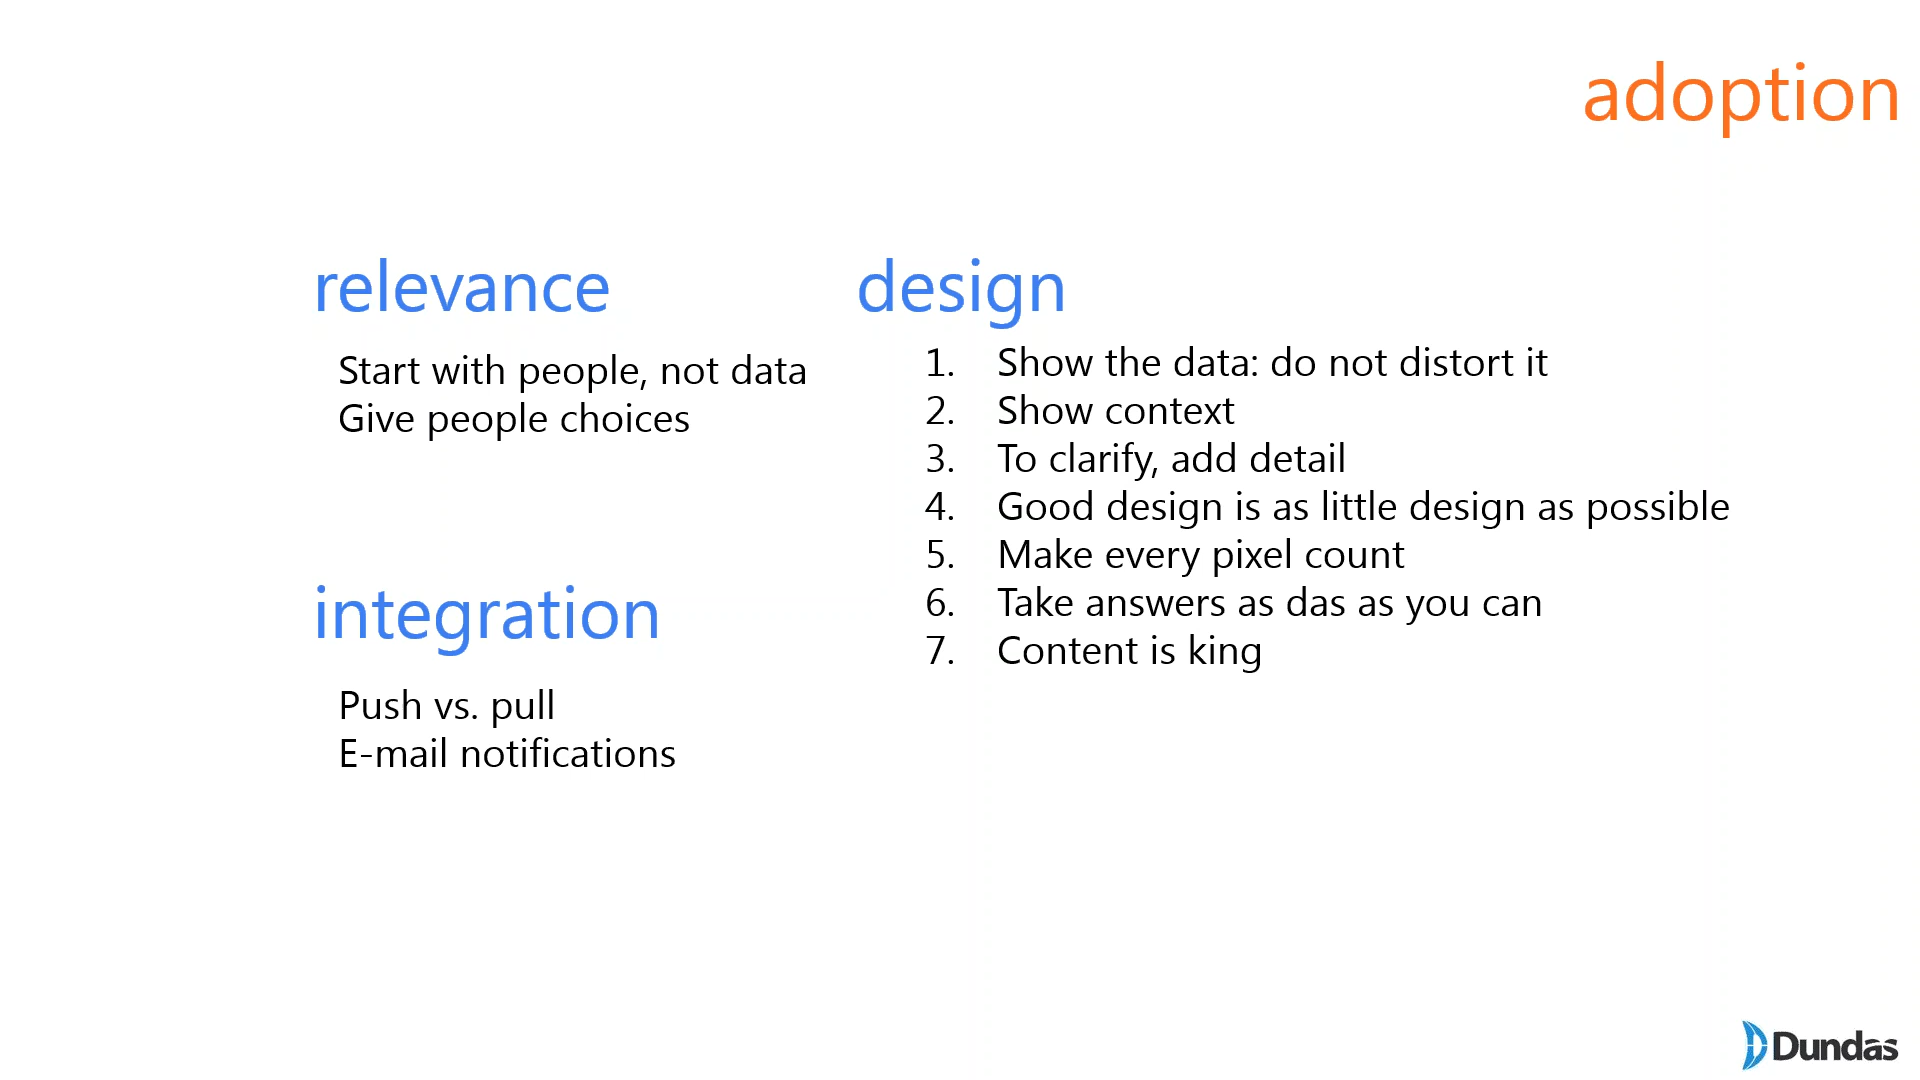 adoption
relevance
Start with people, not data
Give people choices
integration
Push vs. pull
E-mail notifications
design
1. Show the data: do not distort it
2. Show context
3. To clarify, add detail
4. Good design is as little design as possible
5. Make every pixel count
6. Take answers as das as you can
7. Content is king
Dundas